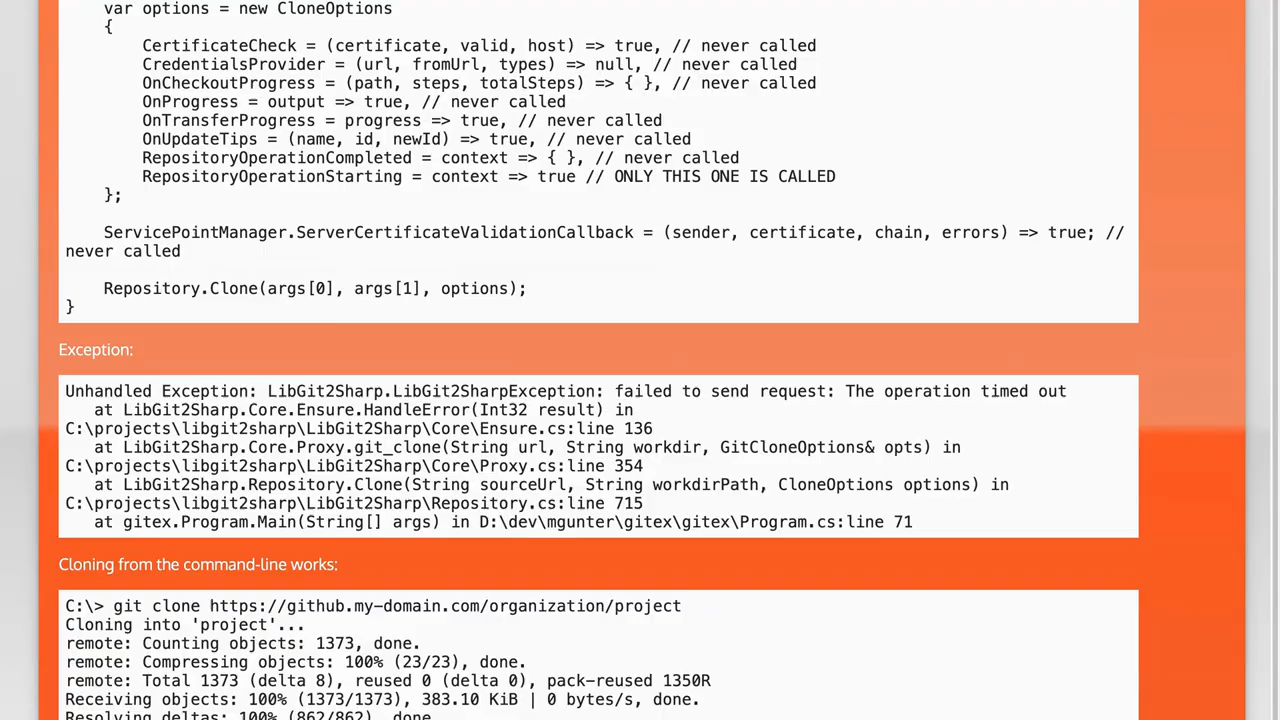 var options = new CloneOptions
{
CertificateCheck = (certificate, valid, host) => true, // never called
CredentialsProvider = (url, fromUrl, types) => null, // never called
OnCheckoutProgress = (path, steps, totalSteps) => { }, // never called
OnProgress = output => true, // never called
OnTransferProgress = progress => true, // never called
OnUpdateTips = (name, id, newId) => true, // never called
RepositoryOperationCompleted = context => { }, // never called
RepositoryOperationStarting = context => true // ONLY THIS ONE IS CALLED
};
ServicePointManager.ServerCertificateValidationCallback = (sender, certificate, chain, errors) => true; //
never called
Repository.Clone(args[0], args[1], options);
}
Exception:
Unhandled Exception: LibGit2Sharp.LibGit2SharpException: failed to send request: The operation timed out
at LibGit2Sharp.Core.Ensure.HandleError(Int32 result) in
C:\projects\libgit2sharp\LibGit2Sharp\Core\Ensure.cs:line 136
at LibGit2Sharp.Core.Proxy.git_clone(String url, String workdir, GitCloneOptions& opts) in
C:\projects\libgit2sharp\LibGit2Sharp\Core\Proxy.cs:line 354
at LibGit2Sharp.Repository.Clone(String sourceUrl, String workdirPath, CloneOptions options) in
C:\projects\libgit2sharp\LibGit2Sharp\Repository.cs:line 715
at gitex.Program.Main(String[] args) in D:\dev\mgunter\gitex\gitex\Program.cs:line 71
Cloning from the command-line works:
C:\> git clone https://github.my-domain.com/organization/project
Cloning into 'project'...
remote: Counting objects: 1373, done.
remote: Compressing objects: 100% (23/23), done.
remote: Total 1373 (delta 8), reused 0 (delta 0), pack-reused 1350R
Receiving objects: 100% (1373/1373), 383.10 KiB | 0 bytes/s, done.
Resolving deltas: 100% (862/862), done.